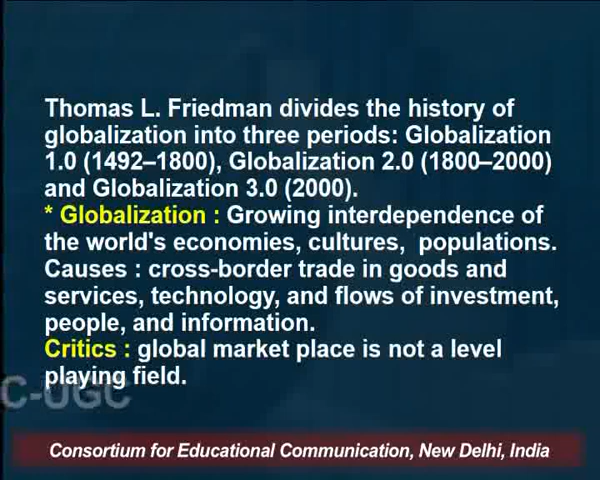 Thomas L. Friedman divides the history of
globalization into three periods: Globalization
1.0 (1492–1800), Globalization 2.0 (1800–2000)
and Globalization 3.0 (2000).
* Globalization : Growing interdependence of
the world's economies, cultures,  populations.
Causes : cross-border trade in goods and
services, technology, and flows of investment,
people, and information.
Critics : global market place is not a level
playing field.
C-UGC
Consortium for Educational Communication, New Delhi, India